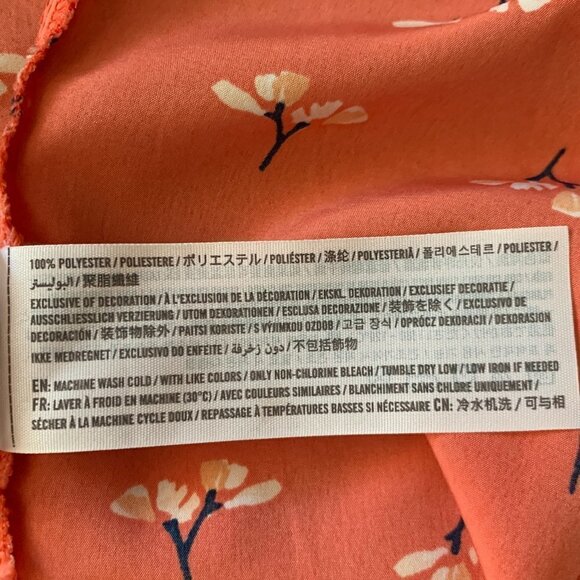 100% POLYESTER / POLIESTERE / ポリエステル / POLIÉSTER / 涤纶 / POLYESTERIÄ / 폴리에스테르 / POLIESTER /
البوليستر / 聚脂纖維
EXCLUSIVE OF DECORATION / À L'EXCLUSION DE LA DÉCORATION / EKSKL. DEKORATION / EXCLUSIEF DECORATIE /
AUSSCHLIESSLICH VERZIERUNG / UTOM DEKORATIONEN / ESCLUSA DECORAZIONE / 装飾を除く / EXCLUSIVO DE
DECORACIÓN / 装饰物除外 / PAITSI KORISTE / S VÝJIMKOU OZDOB / 고급 장식 / OPRÓCZ DEKORACJI / DEKORASJON
IKKE MEDREGNET / EXCLUSIVO DO ENFEITE / دون زخرفة / 不包括飾物
EN: MACHINE WASH COLD / WITH LIKE COLORS / ONLY NON-CHLORINE BLEACH / TUMBLE DRY LOW / LOW IRON IF NEEDED
FR: LAVER À FROID EN MACHINE (30°C) / AVEC COULEURS SIMILAIRES / BLANCHIMENT SANS CHLORE UNIQUEMENT /
SÉCHER À LA MACHINE CYCLE DOUX / REPASSAGE À TEMPÉRATURES BASSES SI NÉCESSAIRE CN: 冷水机洗 / 可与相